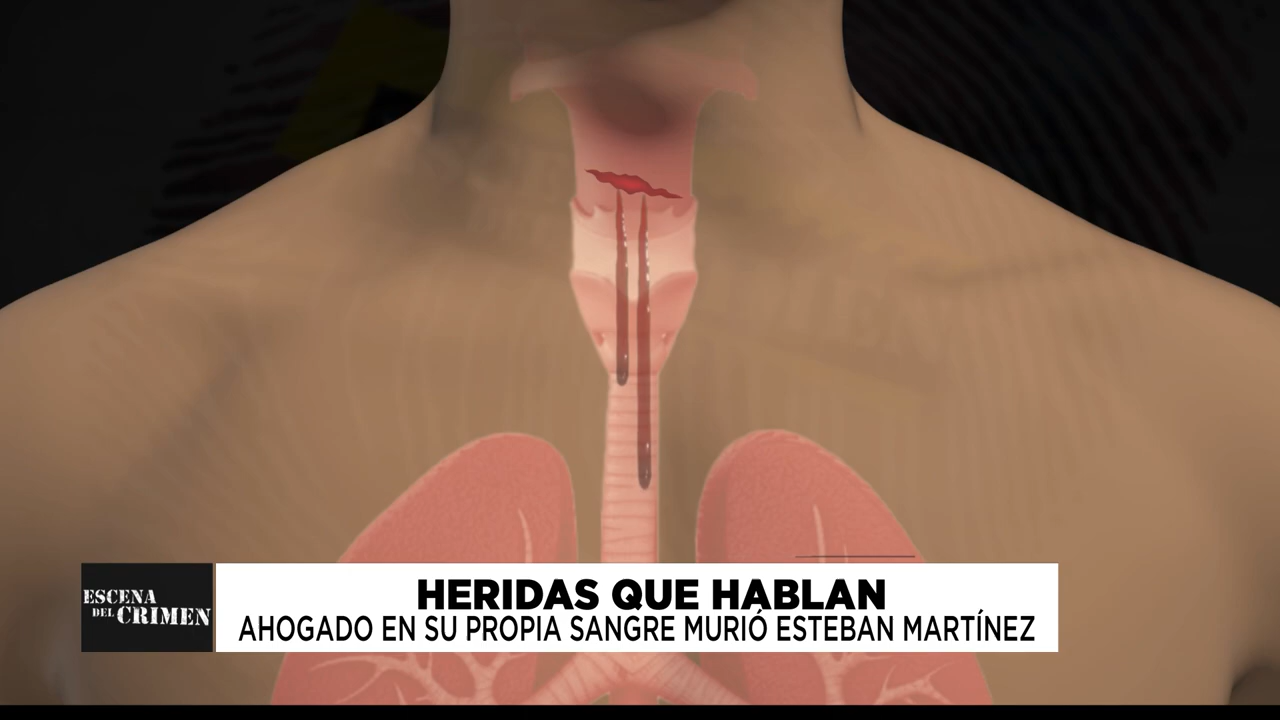 ESCENA
DEL CRIMEN
HERIDAS QUE HABLAN
AHOGADO EN SU PROPIA SANGRE MURIÓ ESTEBAN MARTÍNEZ